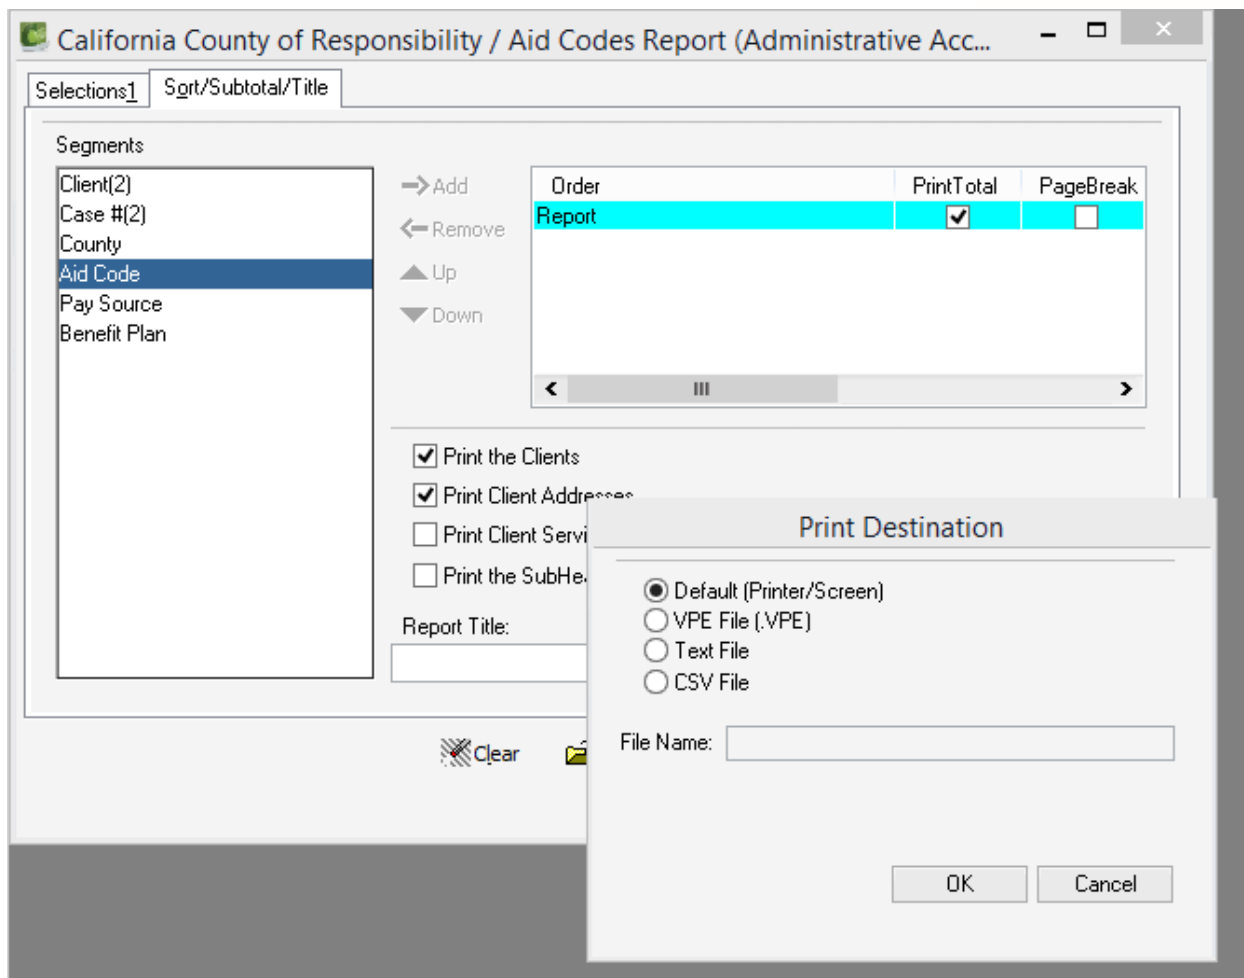 California County of Responsibility / Aid Codes Report (Administrative Acc...
Selections1 Sort/Subtotal/Title
Segments
Client(2)
Case #(2)
County
Aid Code
Pay Source
Benefit Plan
Add
Remove
Up
Down
Order PrintTotal PageBreak
Report
Print the Clients
Print Client Addresses
Print Client Servi
Print the SubHe
Report Title:
Clear
Print Destination
Default (Printer/Screen)
VPE File (.VPE)
Text File
CSV File
File Name:
OK Cancel